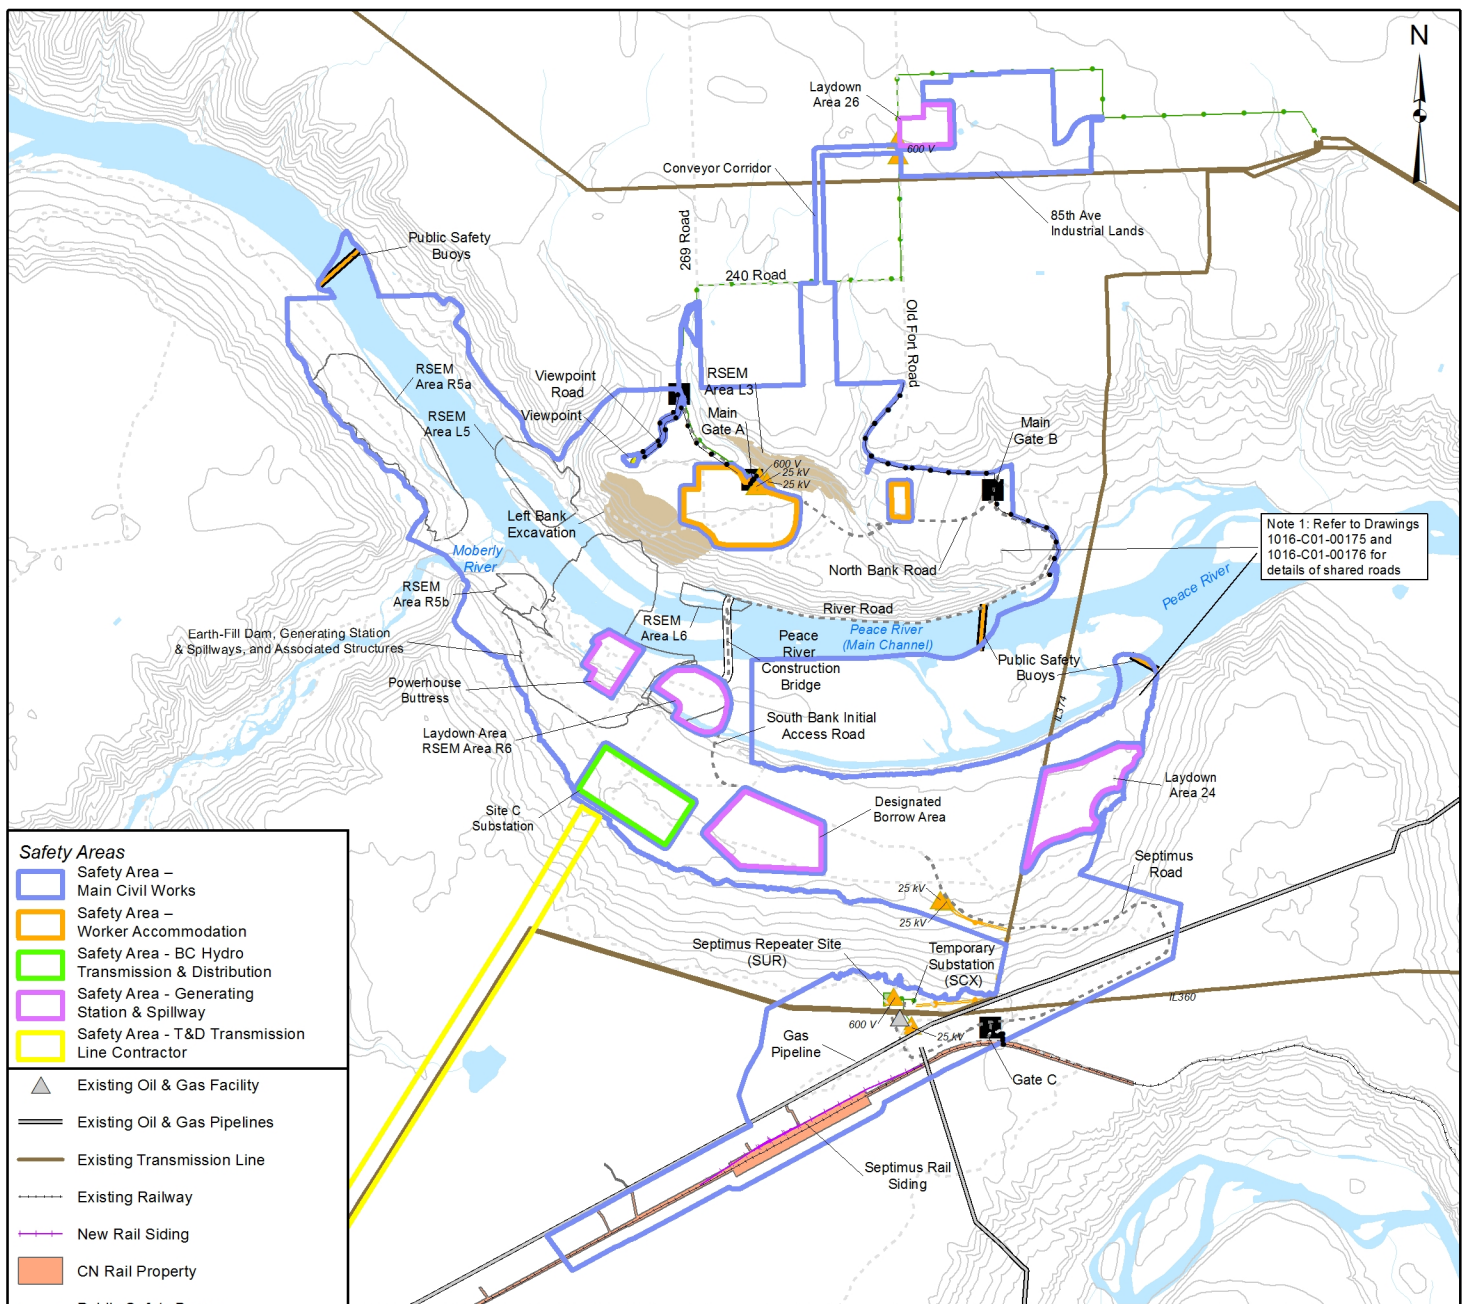 N
Laydown
Area 26
600 V
Conveyor Corridor
85th Ave
Industrial Lands
269 Road
Public Safety
Buoys
240 Road
Old Fort Road
RSEM
Area R5a
Viewpoint
Road
RSEM
Area L3
RSEM
Area L5
Viewpoint
Main
Gate A
Main
Gate B
600 V
25 kV
25 kV
Left Bank
Excavation
Note 1: Refer to Drawings
1016-C01-00175 and
1016-C01-00176 for
details of shared roads
Moberly
River
North Bank Road
Peace River
RSEM
Area R5b
River Road
RSEM
Area L6
Peace River
(Main Channel)
Earth-Fill Dam, Generating Station
& Spillways, and Associated Structures
Peace
River
Construction
Bridge
Public Safety
Buoys
Powerhouse
Buttress
IL374
South Bank Initial
Access Road
Laydown Area
RSEM Area R6
Laydown
Area 24
Site C
Substation
Designated
Borrow Area
Septimus
Road
25 kV
25 kV
Septimus Repeater Site
(SUR)
Temporary
Substation
(SCX)
IL360
600 V
25 kV
Gas
Pipeline
Gate C
Septimus Rail
Siding
Safety Areas
Safety Area –
Main Civil Works
Safety Area –
Worker Accommodation
Safety Area - BC Hydro
Transmission & Distribution
Safety Area - Generating
Station & Spillway
Safety Area - T&D Transmission
Line Contractor
Existing Oil & Gas Facility
Existing Oil & Gas Pipelines
Existing Transmission Line
Existing Railway
New Rail Siding
CN Rail Property